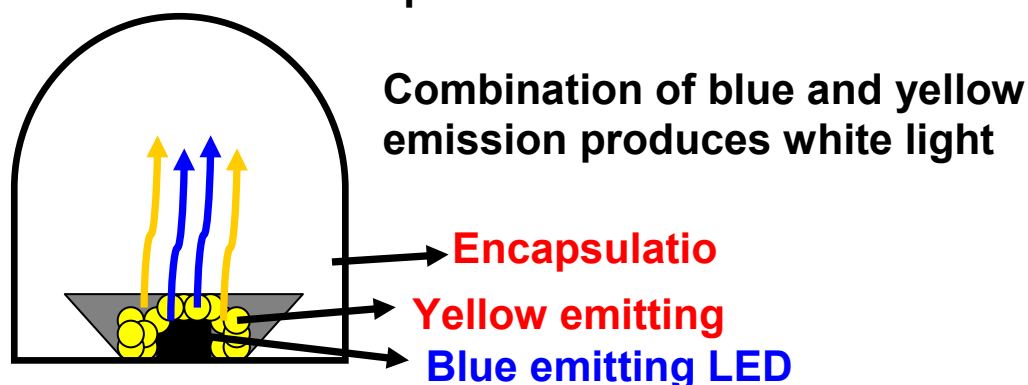 Combination of blue and yellow
emission produces white light
Encapsulatio
Yellow emitting
Blue emitting LED